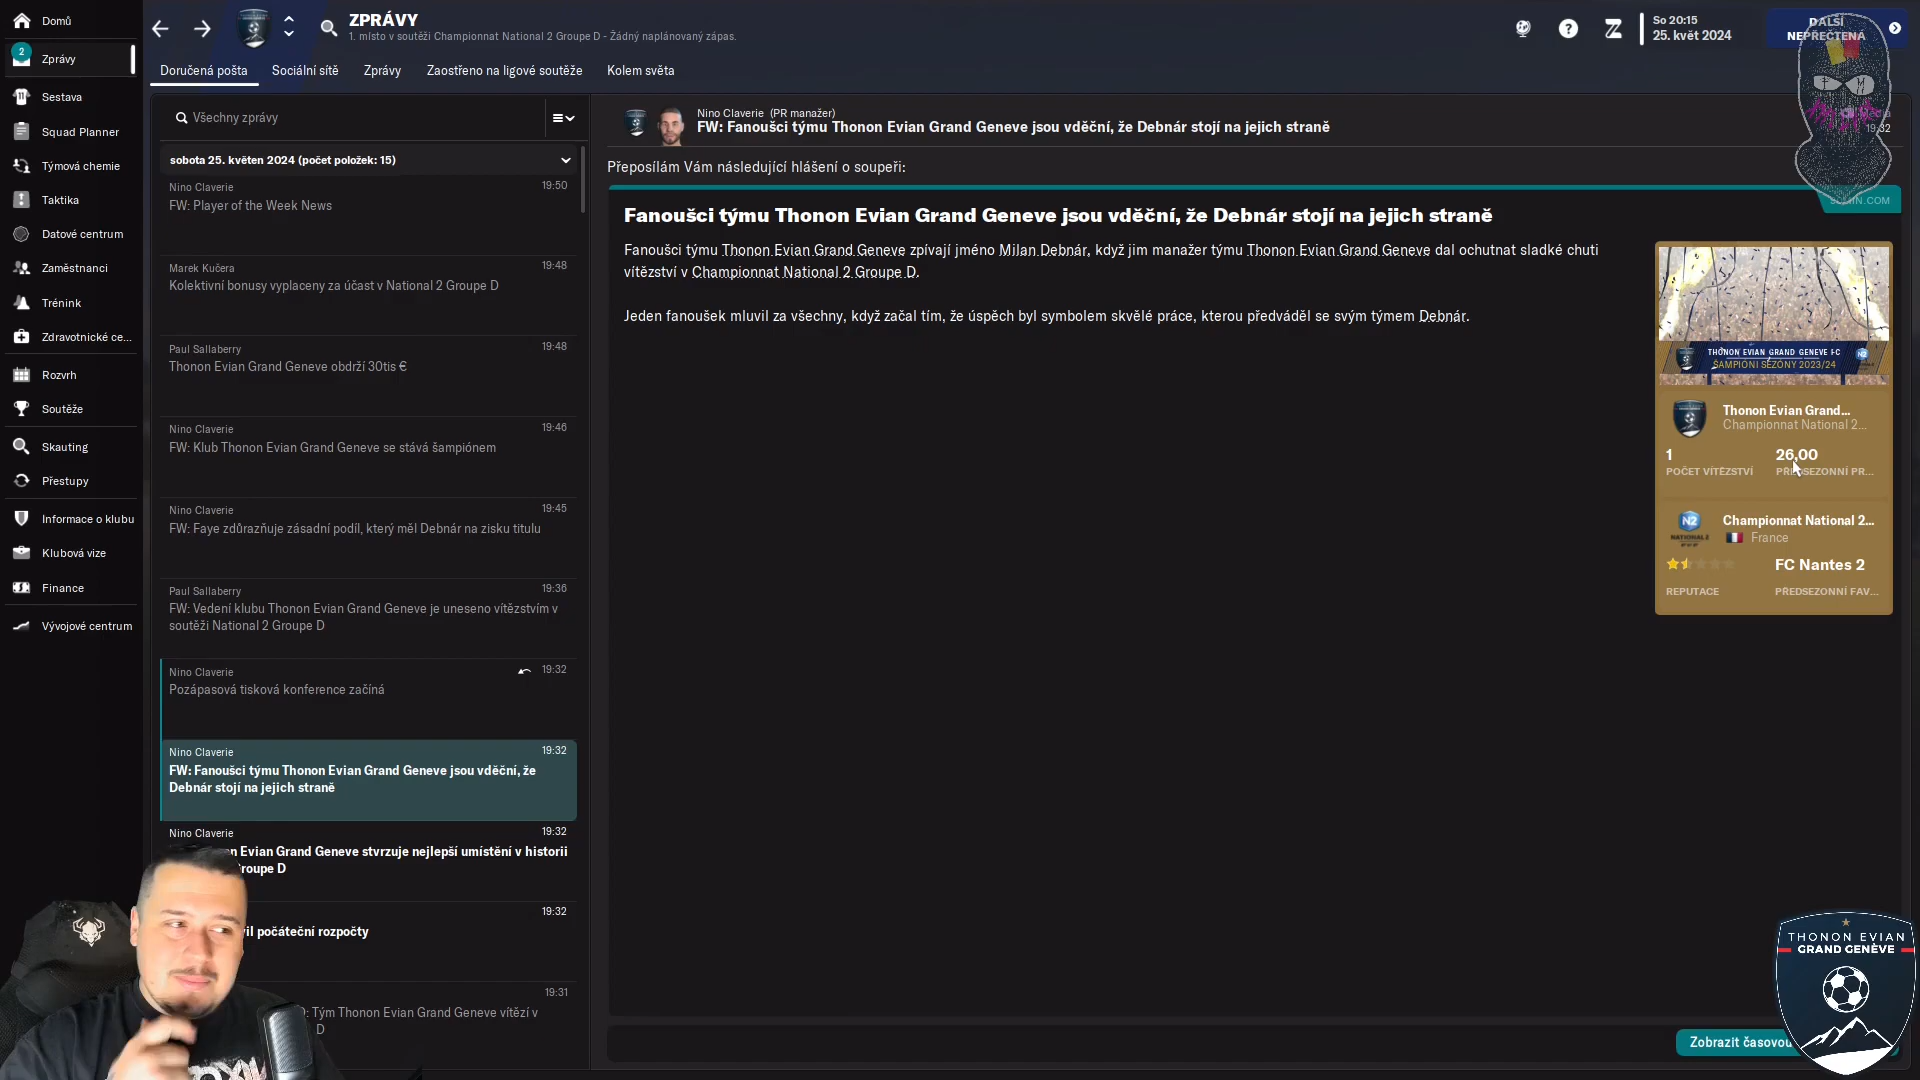 Domů
2
Zprávy
Sestava
Squad Planner
Týmová chemie
Taktika
Datové centrum
Zaměstnanci
Trénink
Zdravotnické ce...
Rozvrh
Soutěže
Skauting
Přestupy
Informace o klubu
Klubová vize
Finance
Vývojové centrum
ZPRÁVY
1. místo v soutěži Championnat National 2 Groupe D - Žádný naplánovaný zápas.
So 20:15
25. květ 2024
DALŠÍ
NEPŘEČTENÁ
Doručená pošta
Sociální sítě
Zprávy
Zaostřeno na ligové soutěže
Kolem světa
Všechny zprávy
sobota 25. květen 2024 (počet položek: 15)
Nino Claverie 19:50
FW: Player of the Week News
Marek Kučera 19:48
Kolektivní bonusy vyplaceny za účast v National 2 Groupe D
Paul Sallaberry 19:48
Thonon Evian Grand Geneve obdrží 30tis €
Nino Claverie 19:46
FW: Klub Thonon Evian Grand Geneve se stává šampiónem
Nino Claverie 19:45
FW: Faye zdůrazňuje zásadní podíl, který měl Debnár na zisku titulu
Paul Sallaberry 19:36
FW: Vedení klubu Thonon Evian Grand Geneve je uneseno vítězstvím v
soutěži National 2 Groupe D
Nino Claverie 19:32
Pozápasová tisková konference začíná
Nino Claverie 19:32
FW: Fanoušci týmu Thonon Evian Grand Geneve jsou vděční, že
Debnár stojí na jejich straně
Nino Claverie 19:32
Evian Grand Geneve stvrzuje nejlepší umístění v historii
roupe D
19:32
počáteční rozpočty
19:31
Tým Thonon Evian Grand Geneve vítězí v
D
Nino Claverie (PR manažer)
FW: Fanoušci týmu Thonon Evian Grand Geneve jsou vděční, že Debnár stojí na jejich straně
19:32
Přeposílám Vám následující hlášení o soupeři:
Fanoušci týmu Thonon Evian Grand Geneve jsou vděční, že Debnár stojí na jejich straně
Fanoušci týmu Thonon Evian Grand Geneve zpívají jméno Milan Debnár, když jim manažer týmu Thonon Evian Grand Geneve dal ochutnat sladké chuti
vítězství v Championnat National 2 Groupe D.
Jeden fanoušek mluvil za všechny, když začal tím, že úspěch byl symbolem skvělé práce, kterou předváděl se svým týmem Debnár.
THONON EVIAN GRAND GENEVE FC
ŠAMPIONI SEZÓNY 2023/24
N2
Thonon Evian Grand...
Championnat National 2...
1
POČET VÍTĚZSTVÍ
26,00
PŘEDSEZONNÍ PR...
N2
NATIONAL 2
Championnat National 2...
France
FC Nantes 2
REPUTACE
PŘEDSEZONNÍ FAV...
Zobrazit časovou
THONON EVIAN
GRAND GENÈVE